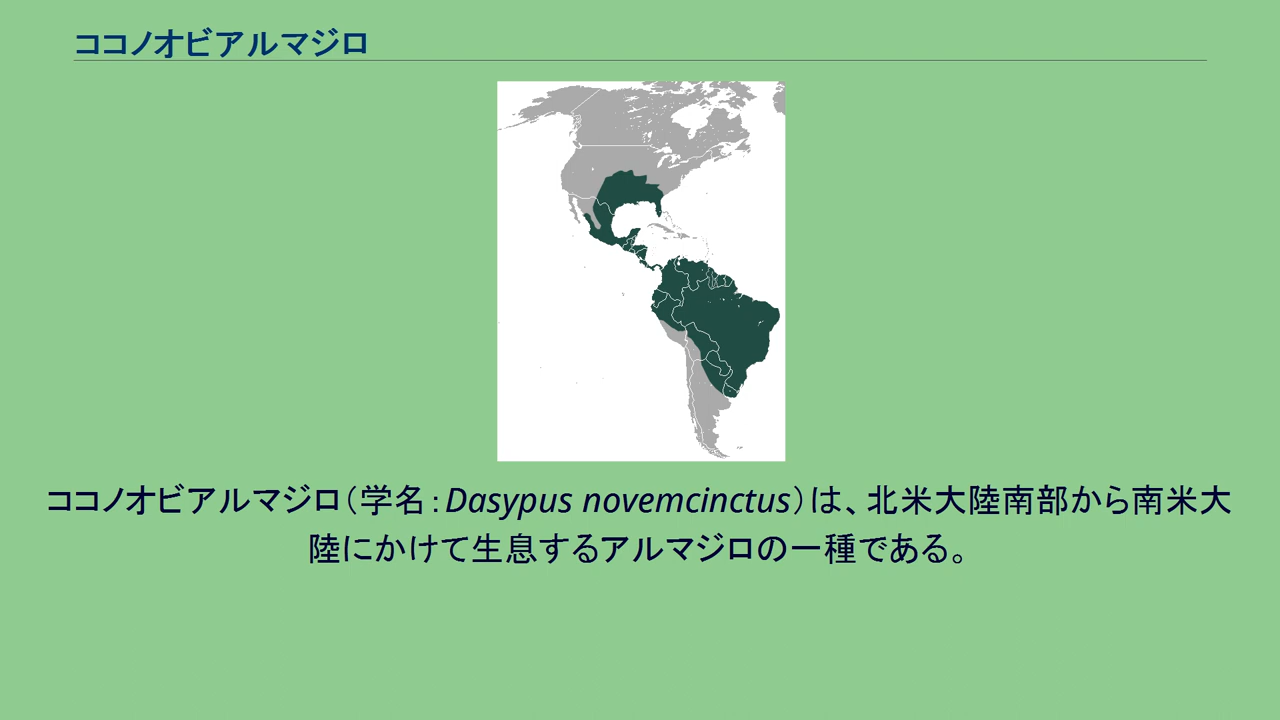 ココノオビアルマジロ
ココノオビアルマジロ（学名：Dasypus novemcinctus）は、北米大陸南部から南米大
陸にかけて生息するアルマジロの一種である。